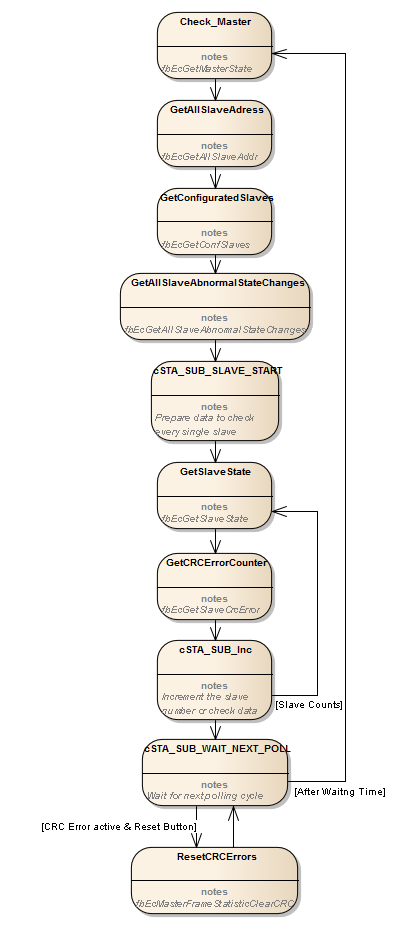 Check_Master
notes
fbEcGetMasterState
GetAllSlaveAdress
notes
fbEcGetAllSlaveAddr
GetConfiguratedSlaves
notes
fbEcGetConfSlaves
GetAllSlaveAbnormalStateChanges
notes
fbEcGetAllSlaveAbnormalStateChanges
cSTA_SUB_SLAVE_START
notes
Prepare data to check
every single slave
GetSlaveState
notes
fbEcGetSlaveState
GetCRCErrorCounter
notes
fbEcGetSlaveCrcError
cSTA_SUB_Inc
notes
Increment the slave
number or check data
[Slave Counts]
cSTA_SUB_WAIT_NEXT_POLL
notes
Wait for next polling cycle
[After Waitng Time]
[CRC Error active & Reset Button]
ResetCRCErrors
notes
fbEcMasterFrameStatisticClearCRC